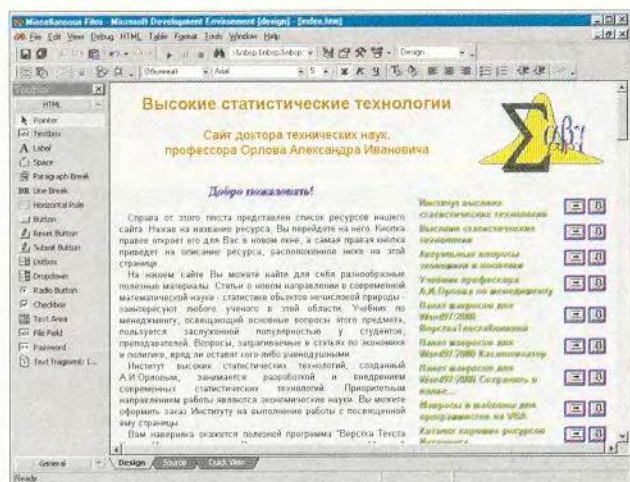 Miscellaneous Files - Microsoft Development Environment [design] - [index.htm]
File Edit View Debug HTML Table Format Tools Window Help
Design
Обычный Arial 5 Ж К Ч
Toolbox
HTML
Pointer
Textbox
Label
Space
Paragraph Break
BR Line Break
Horizontal Rule
Button
Reset Button
Submit Button
Listbox
Dropdown
Radio Button
Checkbox
Text Area
File Field
Password
Text Fragment: L...
General
Высокие статистические технологии
Сайт доктора технических наук,
профессора Орлова Александра Ивановича
Добро пожаловать!
Справа от этого текста представлен список ресурсов нашего
сайта. Нажав на название ресурса, Вы перейдете на него. Кнопка
правее откроет его для Вас в новом окне, а самая правая кнопка
приведет на описание ресурса, расположенное ниже на этой
странице.
На нашем сайте Вы можете найти для себя разнообразные
полезные материалы. Статьи о новом направлении в современной
математической науке - статистике объектов нечисловой природы -
заинтересуют любого ученого в этой области. Учебник по
менеджменту, освещающий основные вопросы этого предмета,
пользуется заслуженной популярностью у студентов,
преподавателей. Вопросы, затрагиваемые в статьях по экономике
и политике, вряд ли оставят кого-либо равнодушными.
Институт высоких статистических технологий, созданный
А.И.Орловым, занимается разработкой и внедрением
современных статистических технологий. Приоритетным
направлением работы являются экономические науки. Вы можете
оформить заказ Институту на выполнение работы с посвященной
ему страницы.
Вам наверняка окажется полезной программа "Верстка Текста
Институт высоких
статистических технологий
Высокие статистические
технологии
Актуальные вопросы
экономики и политики
Учебник профессора
А.И.Орлова по менеджменту
Пакет макросов для
Word97/2000
ВерсткаТекстаКнижкой
Пакет макросов для
Word97/2000 Калькулятор
Пакет макросов для
Word97/2000 Сохранить в
Макросы и шаблоны для
программистов на VBA
Каталог хороших ресурсов
Интернета
Design Source Quick View
Ready